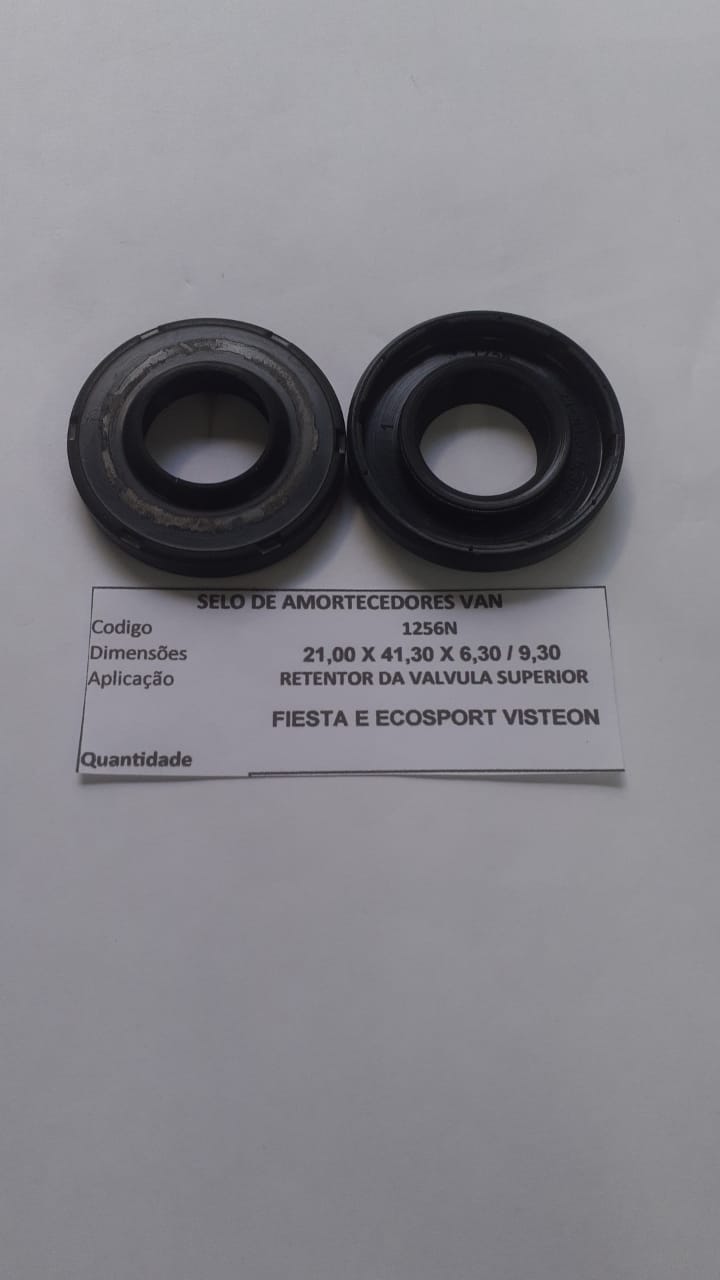 1
SELO DE AMORTECEDORES VAN
Codigo 1256N
Dimensões 21,00 X 41,30 X 6,30 / 9,30
Aplicação RETENTOR DA VALVULA SUPERIOR
FIESTA E ECOSPORT VISTEON
Quantidade